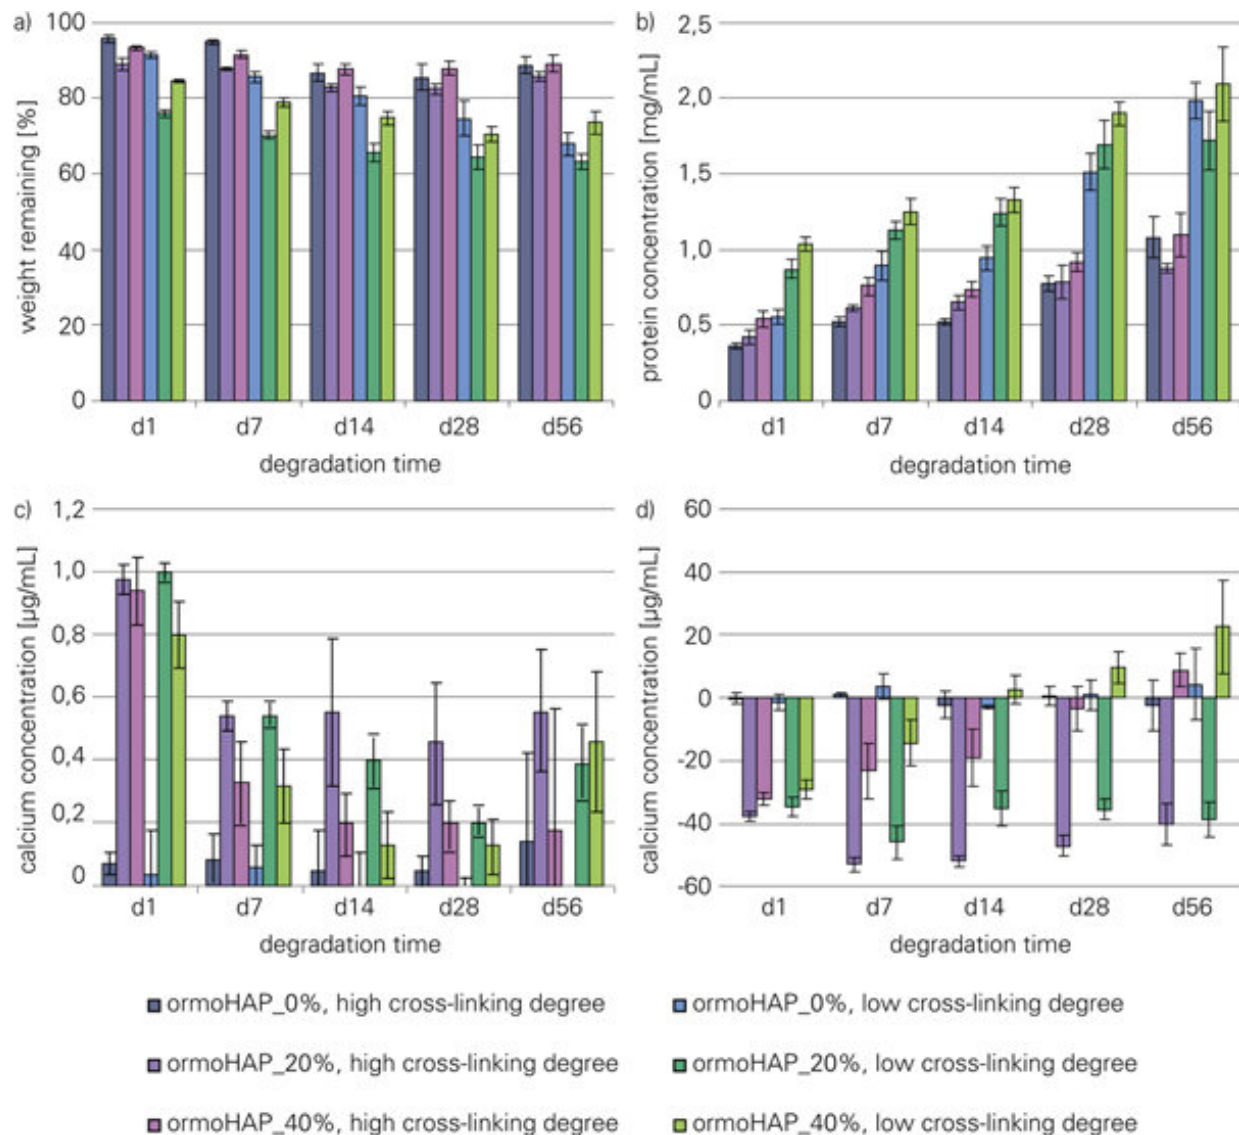 a)
weight remaining [%]
100
80
60
40
20
0
d1 d7 d14 d28 d56
degradation time
b)
protein concentration [mg/mL]
2,5
2,0
1,5
1,0
0,5
0
d1 d7 d14 d28 d56
degradation time
c)
calcium concentration [µg/mL]
1,2
1,0
0,8
0,6
0,4
0,2
0
d1 d7 d14 d28 d56
degradation time
d)
calcium concentration [µg/mL]
60
40
20
0
-20
-40
-60
d1 d7 d14 d28 d56
degradation time
ormoHAP_0%, high cross-linking degree
ormoHAP_0%, low cross-linking degree
ormoHAP_20%, high cross-linking degree
ormoHAP_20%, low cross-linking degree
ormoHAP_40%, high cross-linking degree
ormoHAP_40%, low cross-linking degree